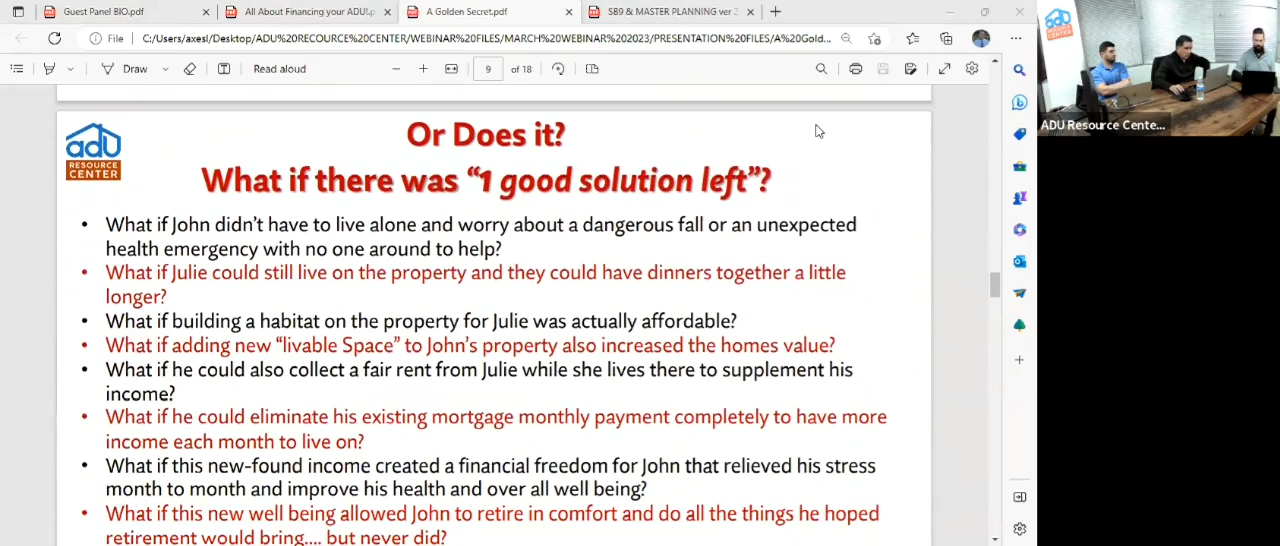 Guest Panel BIO.pdf
All About Financing your ADU!.p
A Golden Secret.pdf
SB9 & MASTER PLANNING ver 3
File
C:/Users/axesl/Desktop/ADU%20RECOURCE%20CENTER/WEBINAR%20FILES/MARCH%20WEBINAR%202023/PRESENTATION%20FILES/A%20Gold...
Draw
Read aloud
9
of 18
adu
RESOURCE
CENTER
Or Does it?
What if there was "1 good solution left"?
• What if John didn't have to live alone and worry about a dangerous fall or an unexpected
health emergency with no one around to help?
• What if Julie could still live on the property and they could have dinners together a little
longer?
• What if building a habitat on the property for Julie was actually affordable?
• What if adding new "livable Space" to John's property also increased the homes value?
• What if he could also collect a fair rent from Julie while she lives there to supplement his
income?
• What if he could eliminate his existing mortgage monthly payment completely to have more
income each month to live on?
• What if this new-found income created a financial freedom for John that relieved his stress
month to month and improve his health and over all well being?
• What if this new well being allowed John to retire in comfort and do all the things he hoped
retirement would bring.... but never did?
adu
ADU Resource Cente...